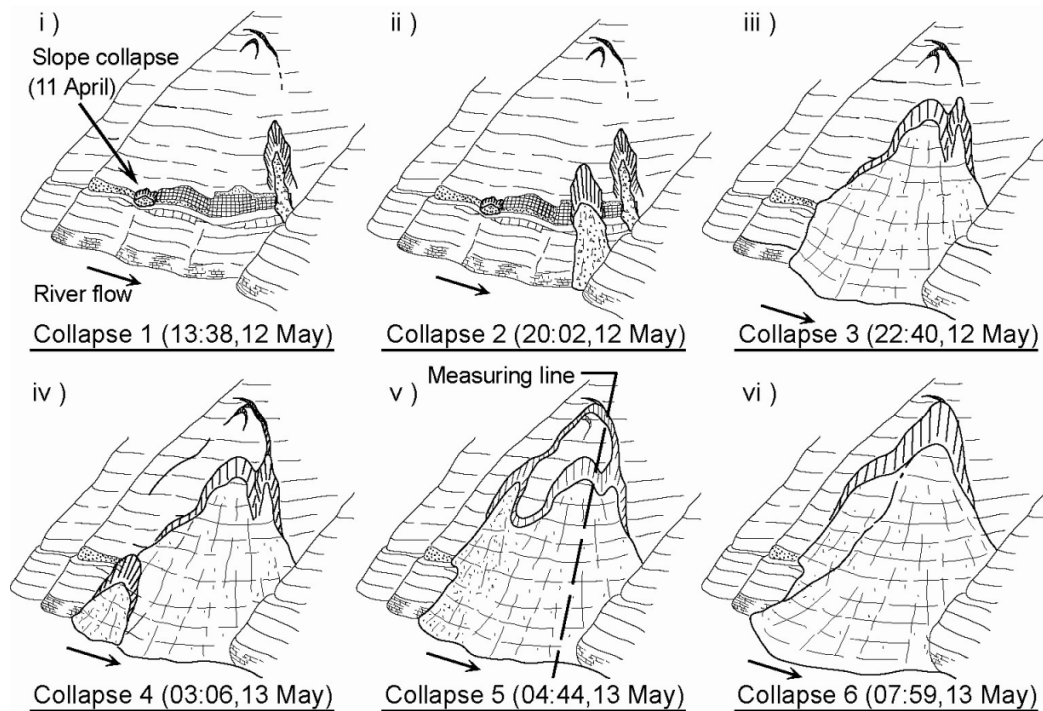 i )
Slope collapse
(11 April)
River flow
Collapse 1 (13:38,12 May)
ii )
Collapse 2 (20:02,12 May)
iii )
Collapse 3 (22:40,12 May)
iv )
Collapse 4 (03:06,13 May)
Measuring line
v )
Collapse 5 (04:44,13 May)
vi )
Collapse 6 (07:59,13 May)